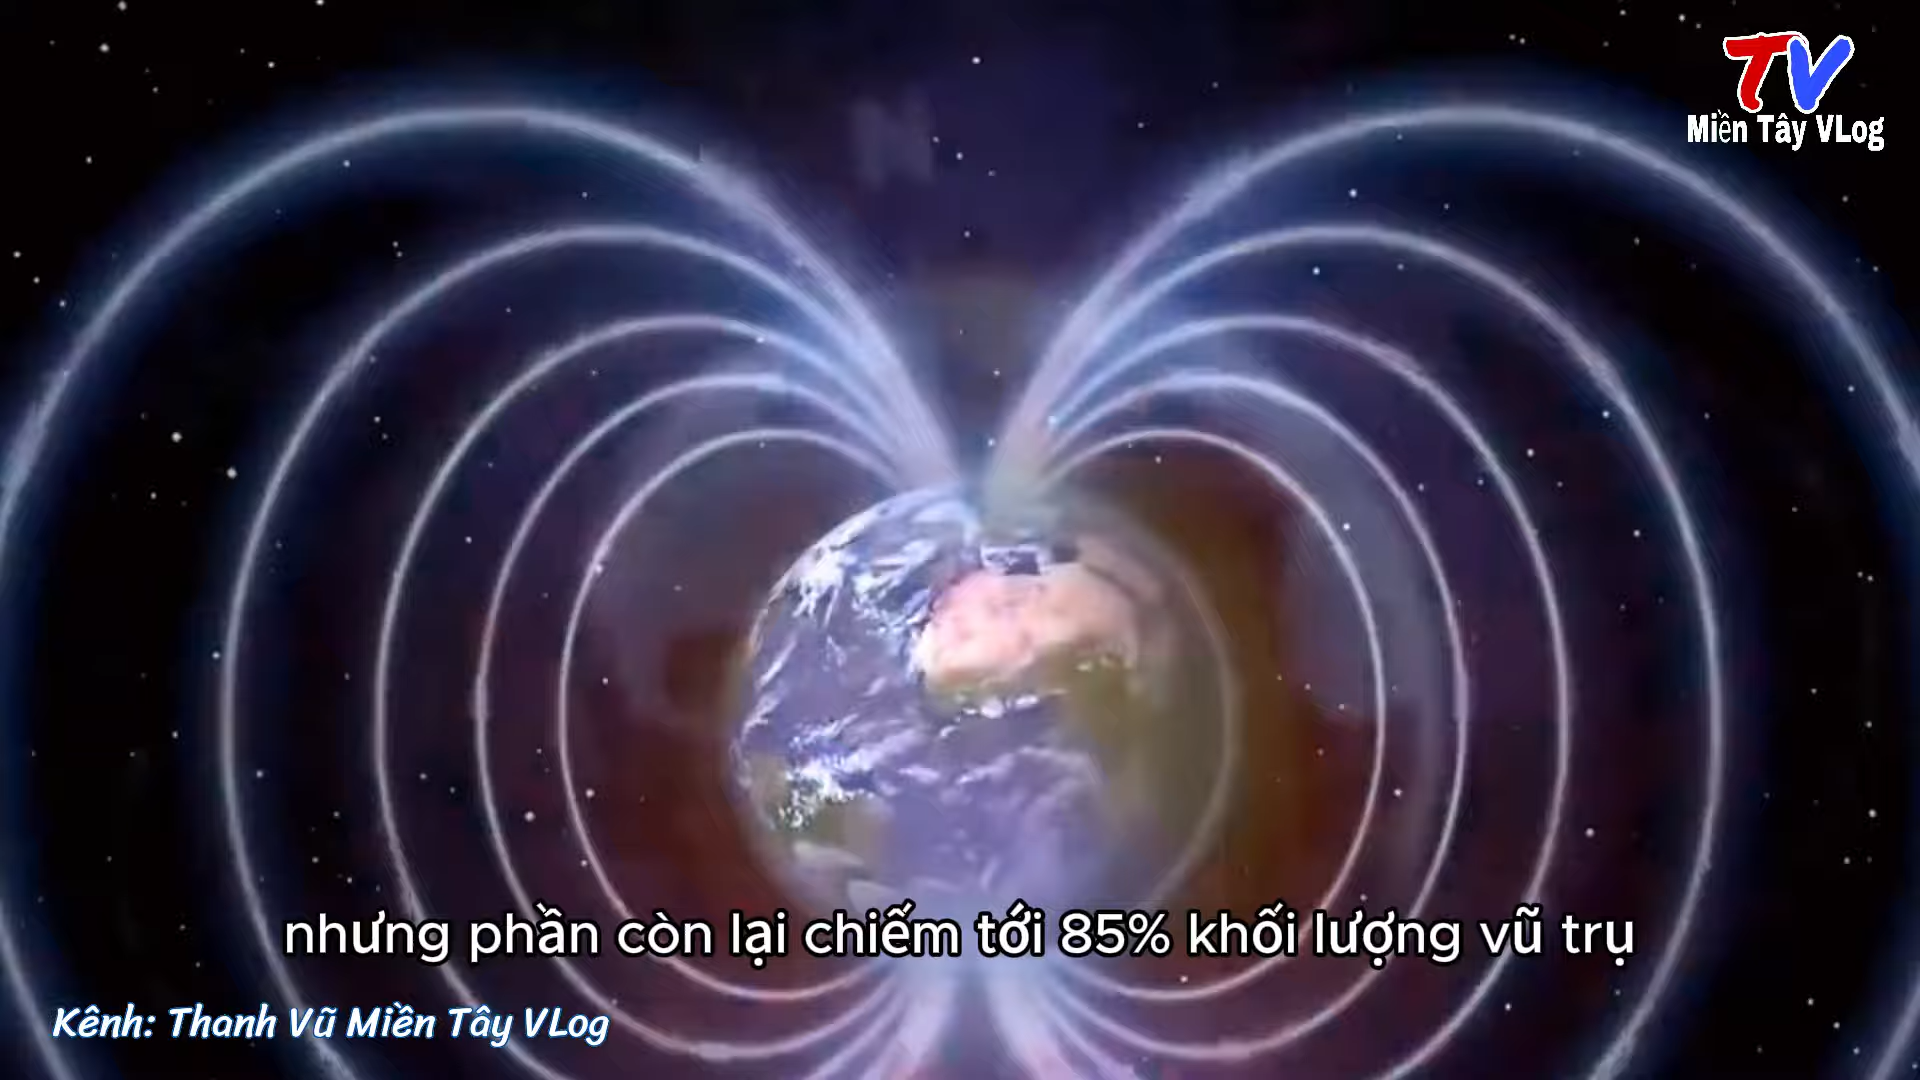 TV
Miền Tây VLog
nhưng phần còn lại chiếm tới 85% khối lượng vũ trụ
Kênh: Thanh Vũ Miền Tây VLog